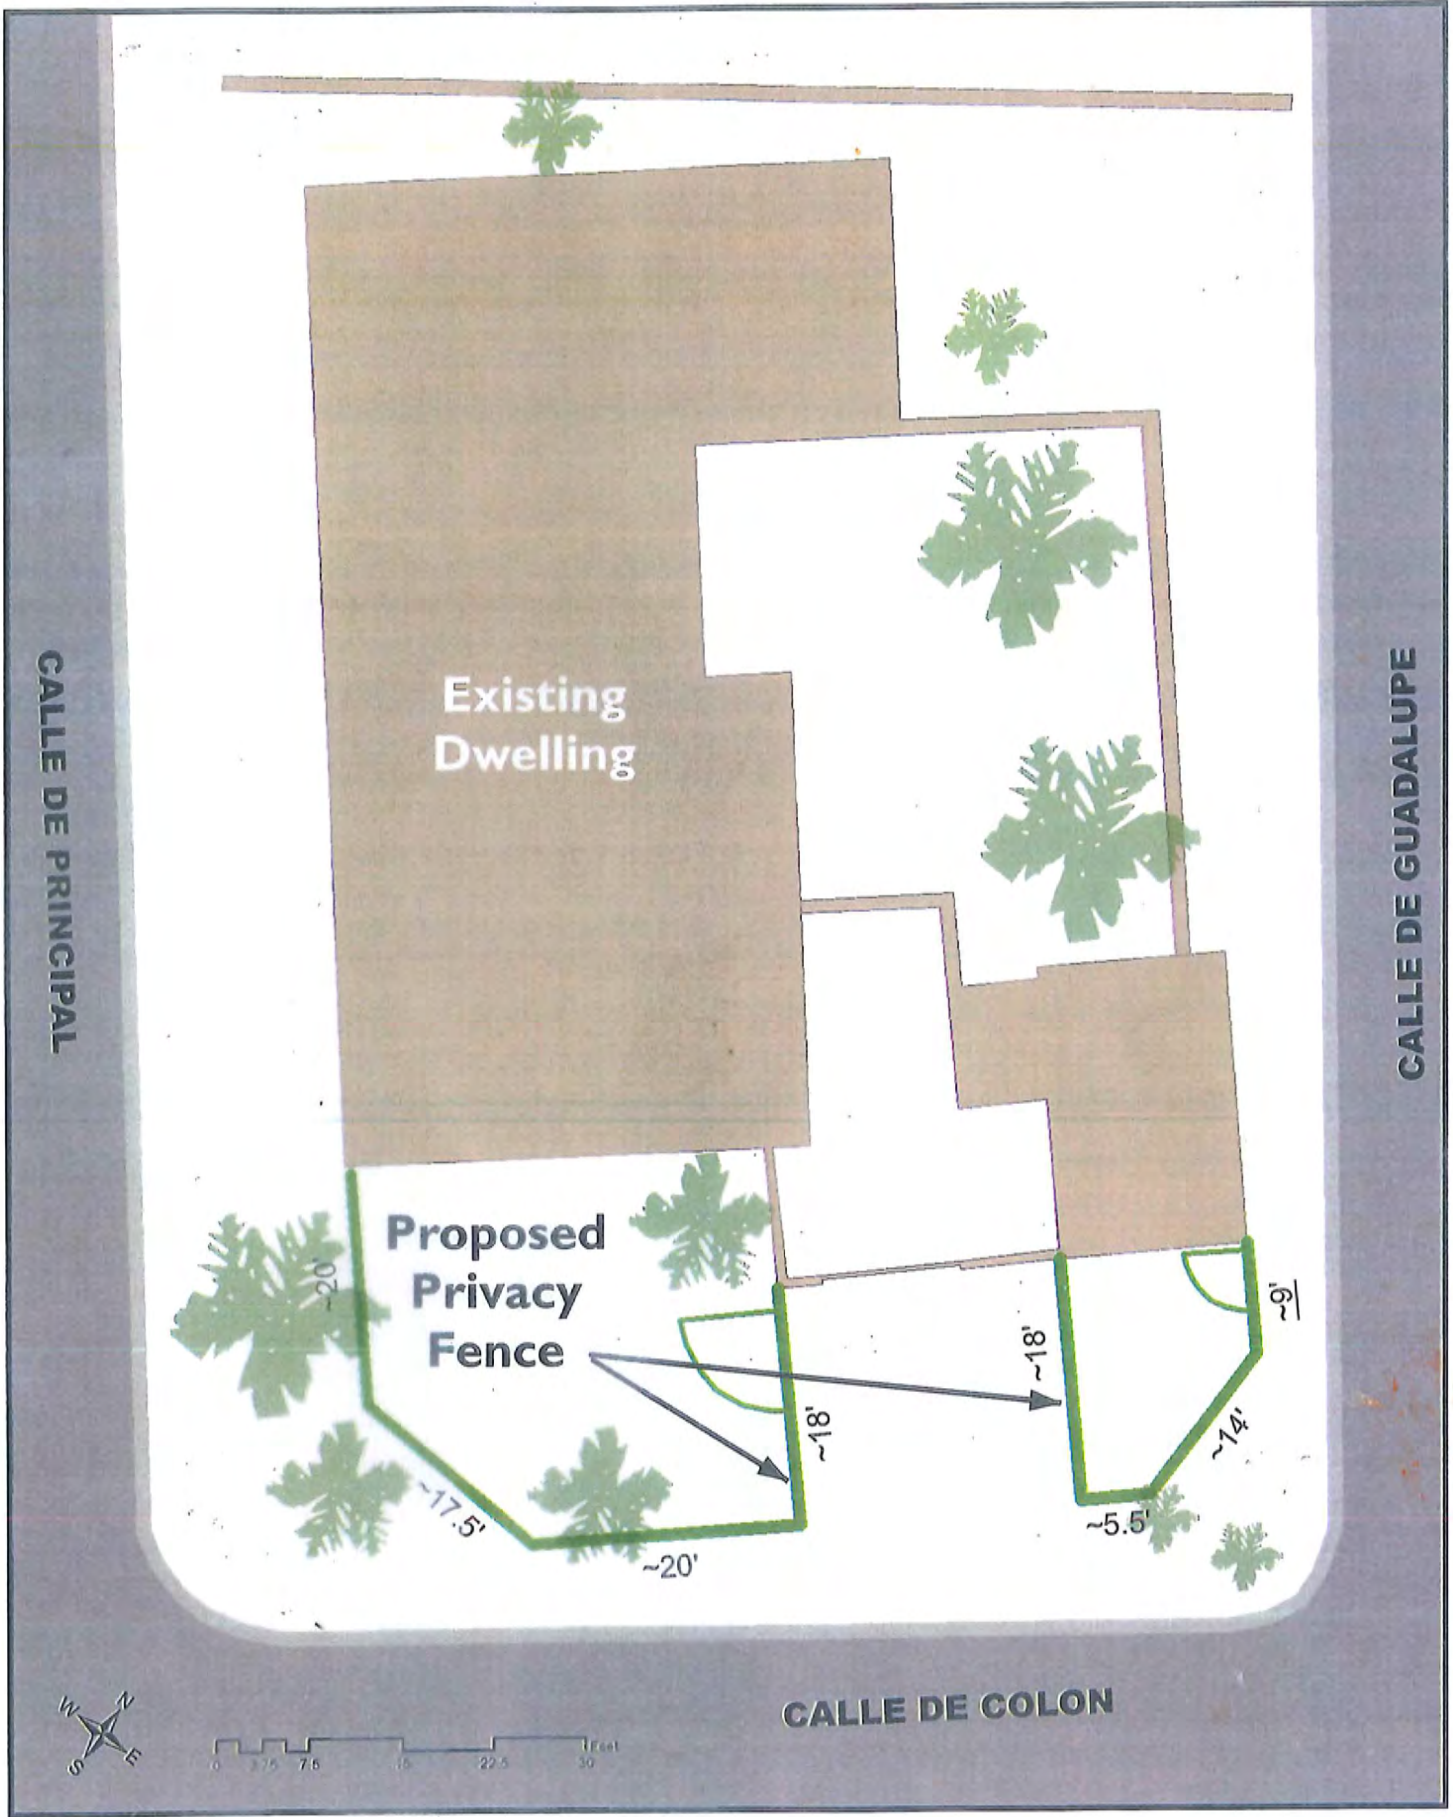 CALLE DE PRINCIPAL
CALLE DE GUADALUPE
Existing
Dwelling
Proposed
Privacy
Fence
~20'
~17.5'
~20'
~18'
~18'
~5.5'
~14'
~9'
CALLE DE COLON
W N
S E
0 3.75 7.5 15 22.5 30 Feet